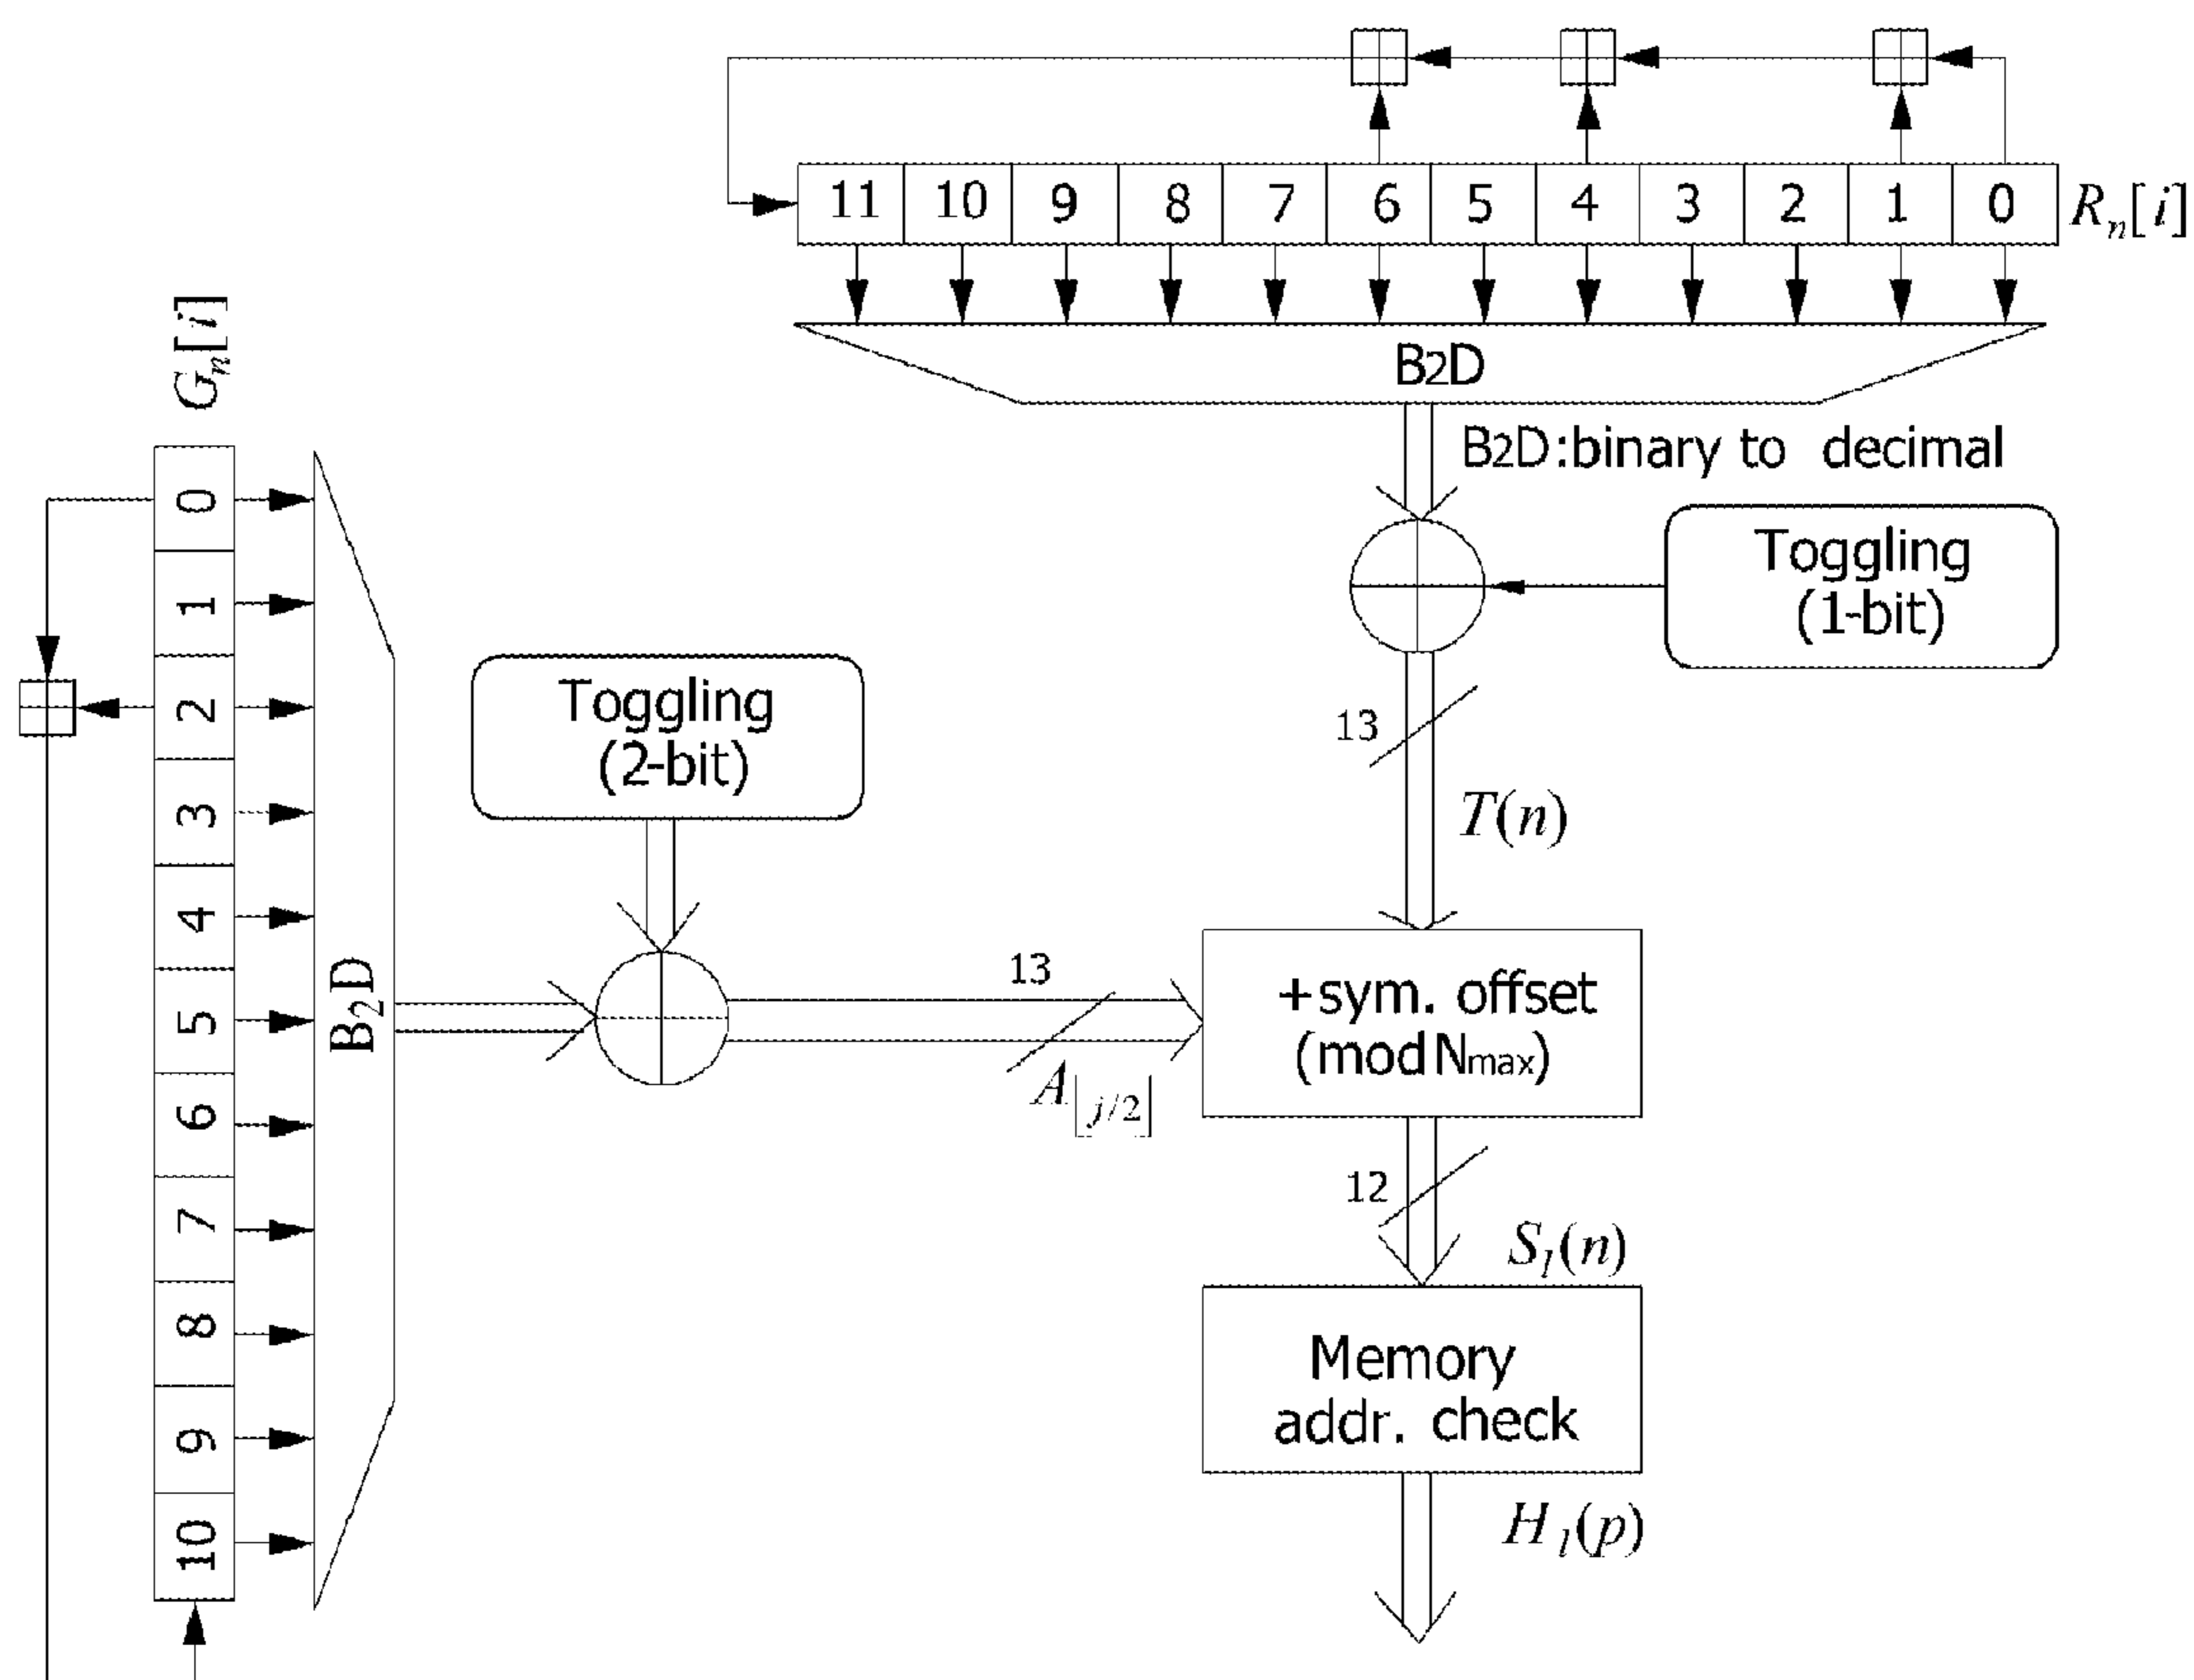 11 10 9 8 7 6 5 4 3 2 1 0 Rₙ[i]
B2D
B2D:binary to decimal
Toggling
(1-bit)
13
T(n)
Gₙ[i]
0
1
2
3
4
5
6
7
8
9
10
B₂D
Toggling
(2-bit)
13
A⌊j/2⌋
+sym. offset
(mod Nmax)
12
Sₗ(n)
Memory
addr. check
Hₗ(p)